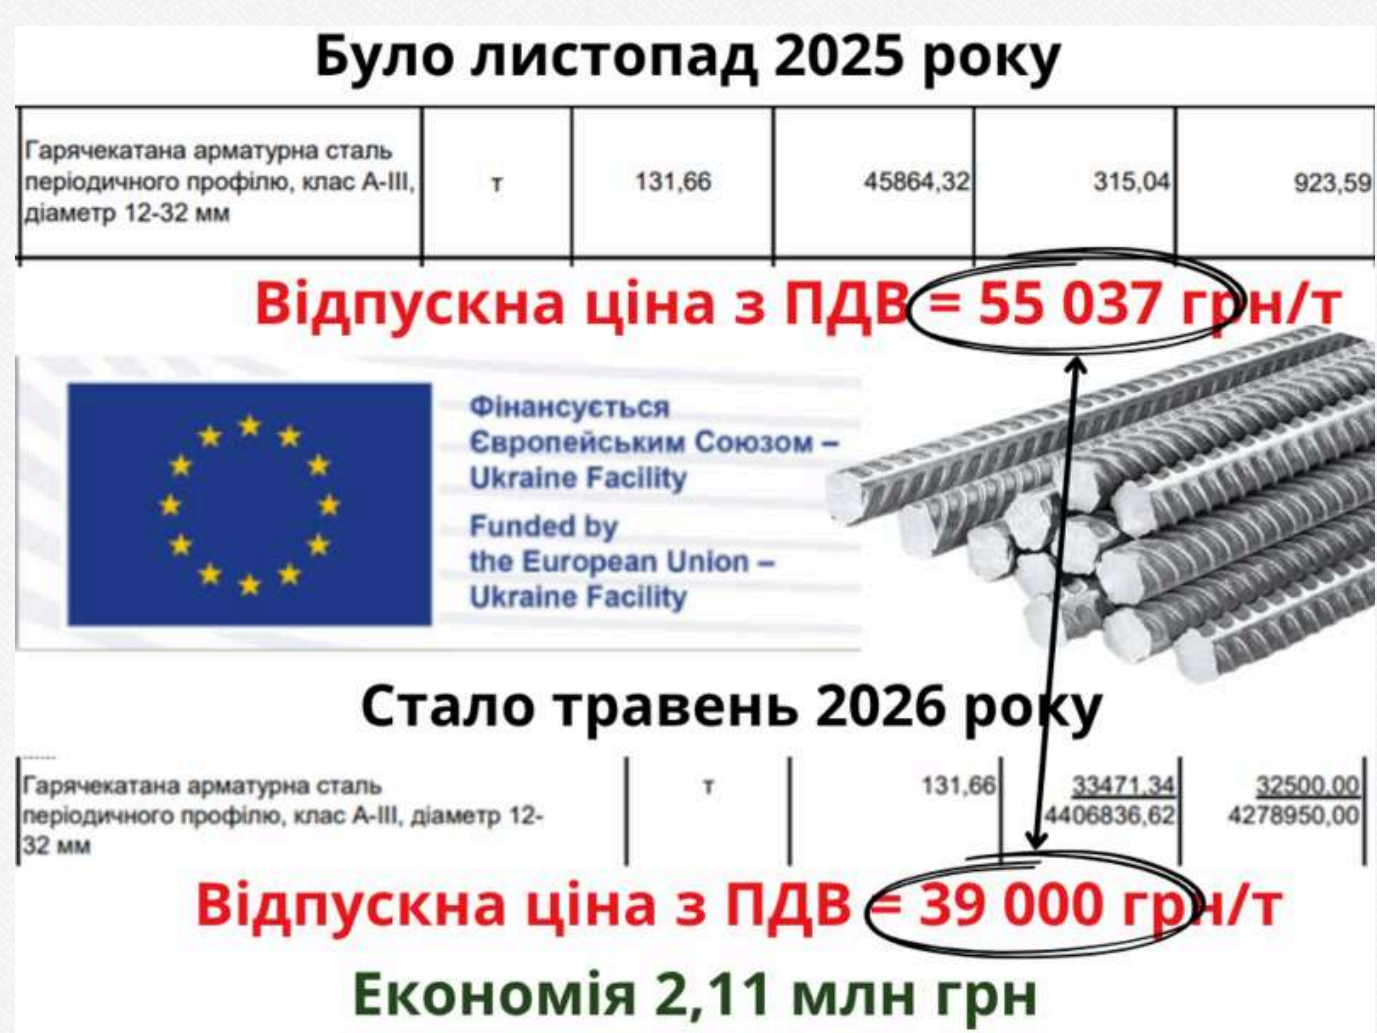 Було листопад 2025 року
Гарячекатана арматурна сталь
періодичного профілю, клас А-ІІІ,
діаметр 12-32 мм
т
131,66
45864,32
315,04
923,59
Відпускна ціна з ПДВ = 55 037 грн/т
Фінансується
Європейським Союзом –
Ukraine Facility
Funded by
the European Union –
Ukraine Facility
Стало травень 2026 року
Гарячекатана арматурна сталь
періодичного профілю, клас А-ІІІ, діаметр 12-
32 мм
т
131,66
33471,34
4406836,62
32500,00
4278950,00
Відпускна ціна з ПДВ = 39 000 грн/т
Економія 2,11 млн грн